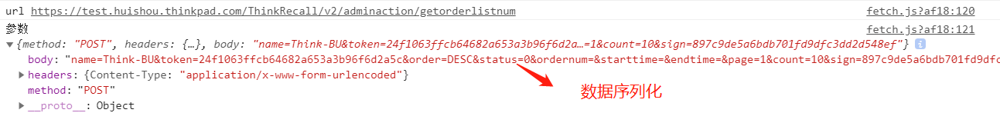 url https://test.huishou.thinkpad.com/ThinkRecall/v2/adminaction/getorderlistnum fetch.js?af18:120
参数 fetch.js?af18:121
▼{method: "POST", headers: {…}, body: "name=Think-BU&token=24f1063ffcb64682a653a3b96f6d2a…=1&count=10&sign=897c9de5a6bdb701fd9dfc3dd2d548ef"} i
body: "name=Think-BU&token=24f1063ffcb64682a653a3b96f6d2a5c&order=DESC&status=0&ordernum=&starttime=&endtime=&page=1&count=10&sign=897c9de5a6bdb701fd9dfc
▶headers: {Content-Type: "application/x-www-form-urlencoded"}
method: "POST"
▶__proto__: Object
数据序列化